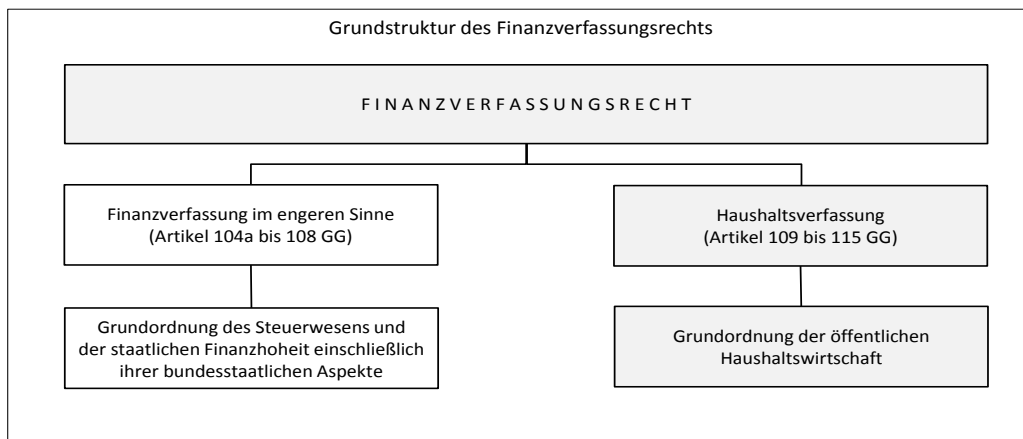 Grundstruktur des Finanzverfassungsrechts
F I N A N Z V E R F A S S U N G S R E C H T
Finanzverfassung im engeren Sinne
(Artikel 104a bis 108 GG)
Haushaltsverfassung
(Artikel 109 bis 115 GG)
Grundordnung des Steuerwesens und
der staatlichen Finanzhoheit einschließlich
ihrer bundesstaatlichen Aspekte
Grundordnung der öffentlichen
Haushaltswirtschaft